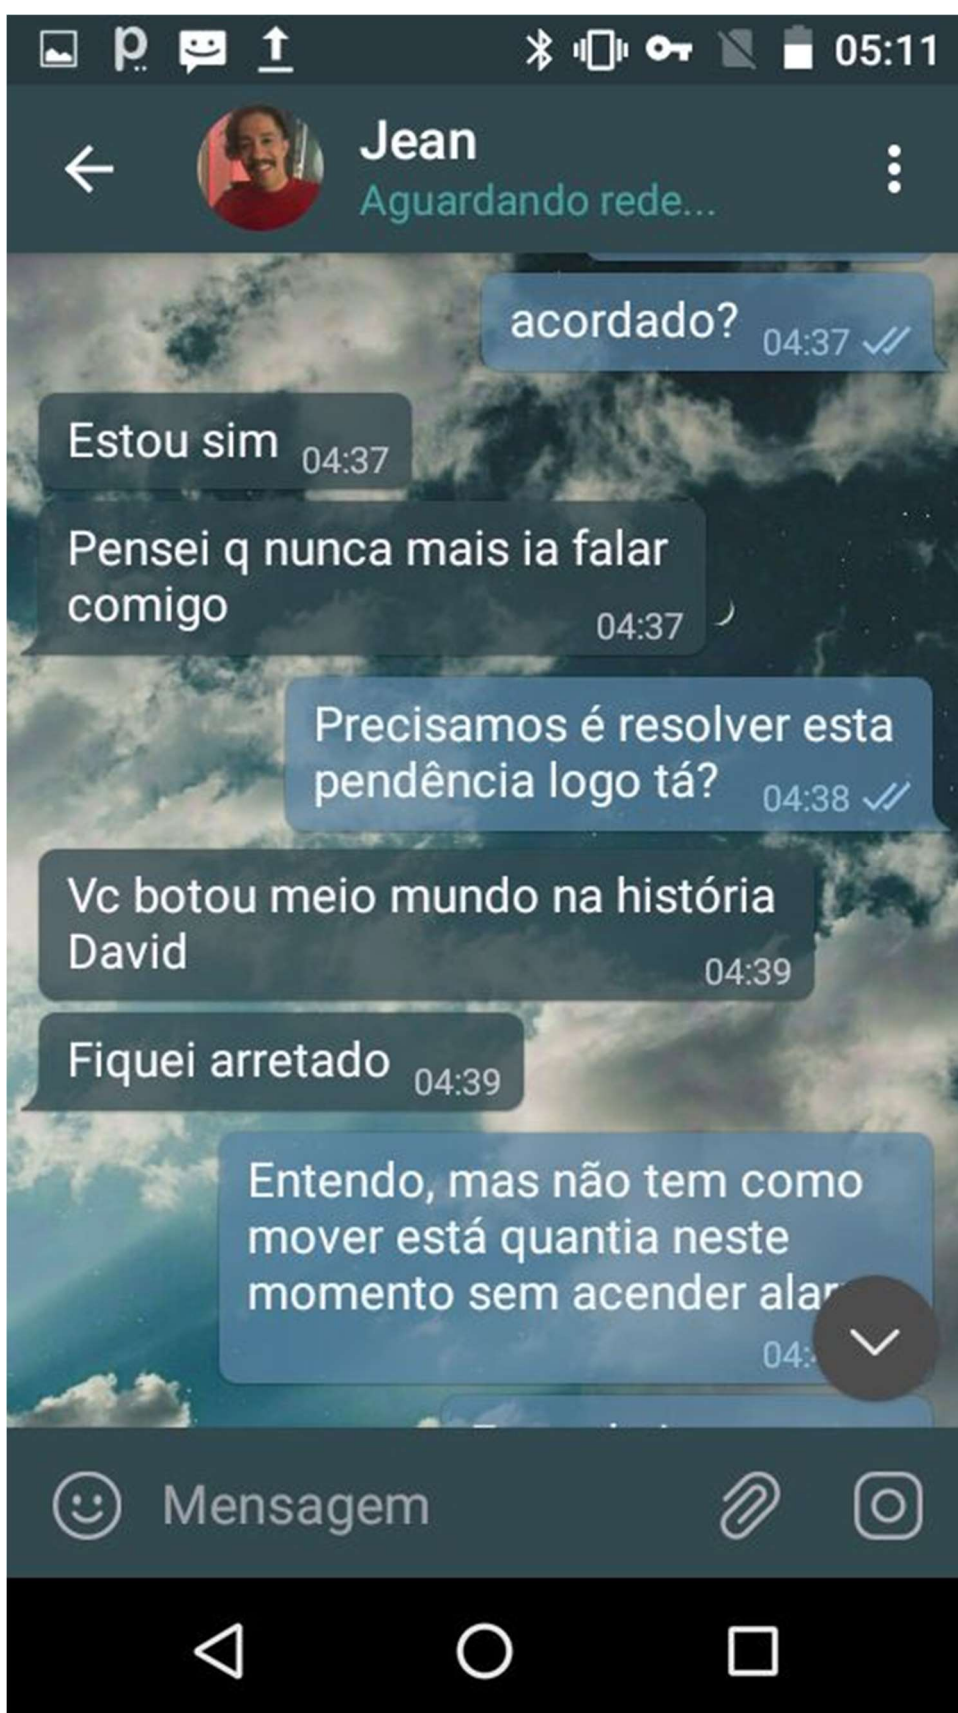 05:11
Jean
Aguardando rede...
acordado? 04:37
Estou sim 04:37
Pensei q nunca mais ia falar
comigo 04:37
Precisamos é resolver esta
pendência logo tá? 04:38
Vc botou meio mundo na história
David 04:39
Fiquei arretado 04:39
Entendo, mas não tem como
mover está quantia neste
momento sem acender
Mensagem